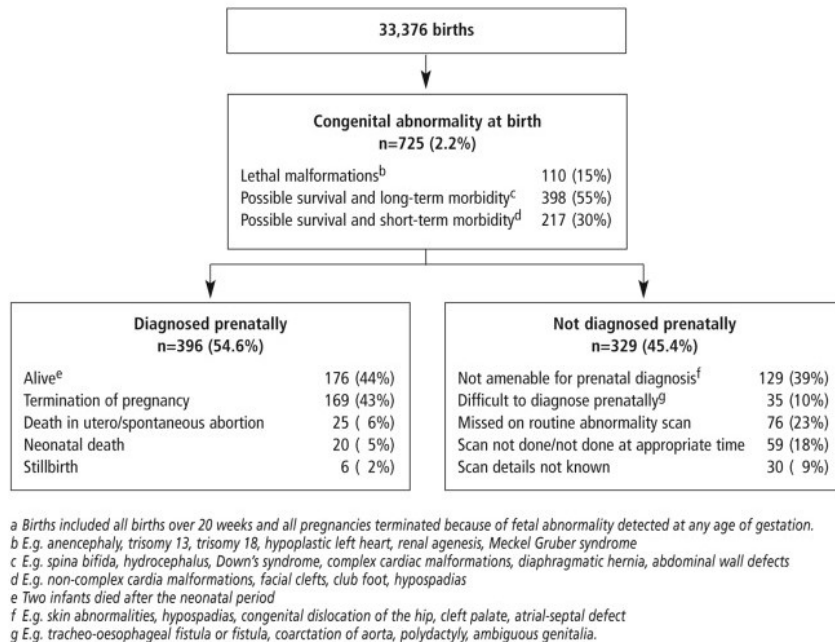 33,376 births
Congenital abnormality at birth
n=725 (2.2%)
Lethal malformationsb 110 (15%)
Possible survival and long-term morbidityc 398 (55%)
Possible survival and short-term morbidityd 217 (30%)
Diagnosed prenatally
n=396 (54.6%)
Alivee 176 (44%)
Termination of pregnancy 169 (43%)
Death in utero/spontaneous abortion 25 ( 6%)
Neonatal death 20 ( 5%)
Stillbirth 6 ( 2%)
Not diagnosed prenatally
n=329 (45.4%)
Not amenable for prenatal diagnosisf 129 (39%)
Difficult to diagnose prenatallyg 35 (10%)
Missed on routine abnormality scan 76 (23%)
Scan not done/not done at appropriate time 59 (18%)
Scan details not known 30 ( 9%)
a Births included all births over 20 weeks and all pregnancies terminated because of fetal abnormality detected at any age of gestation.
b E.g. anencephaly, trisomy 13, trisomy 18, hypoplastic left heart, renal agenesis, Meckel Gruber syndrome
c E.g. spina bifida, hydrocephalus, Down's syndrome, complex cardiac malformations, diaphragmatic hernia, abdominal wall defects
d E.g. non-complex cardia malformations, facial clefts, club foot, hypospadias
e Two infants died after the neonatal period
f E.g. skin abnormalities, hypospadias, congenital dislocation of the hip, cleft palate, atrial-septal defect
g E.g. tracheo-oesophageal fistula or fistula, coarctation of aorta, polydactyly, ambiguous genitalia.